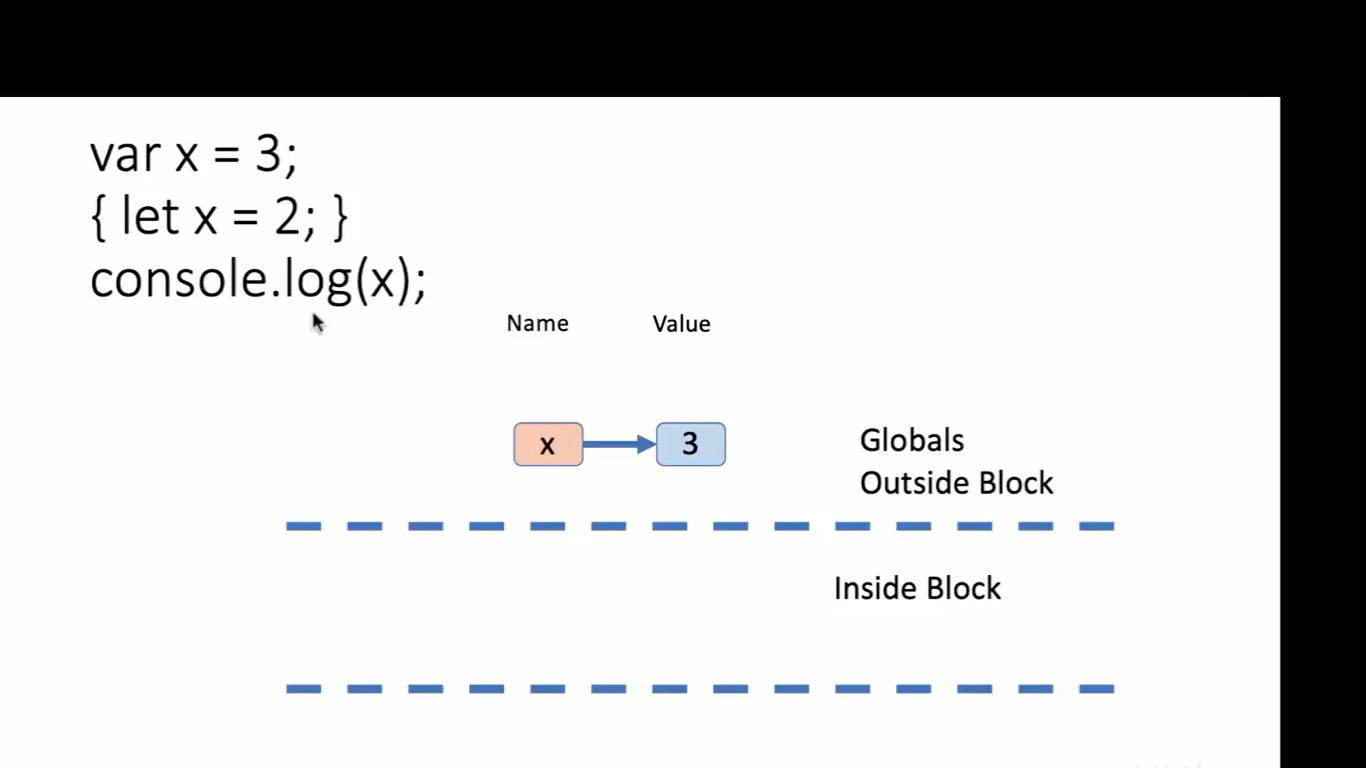 var x = 3;
{ let x = 2; }
console.log(x);
Name Value
x 3
Globals
Outside Block
Inside Block